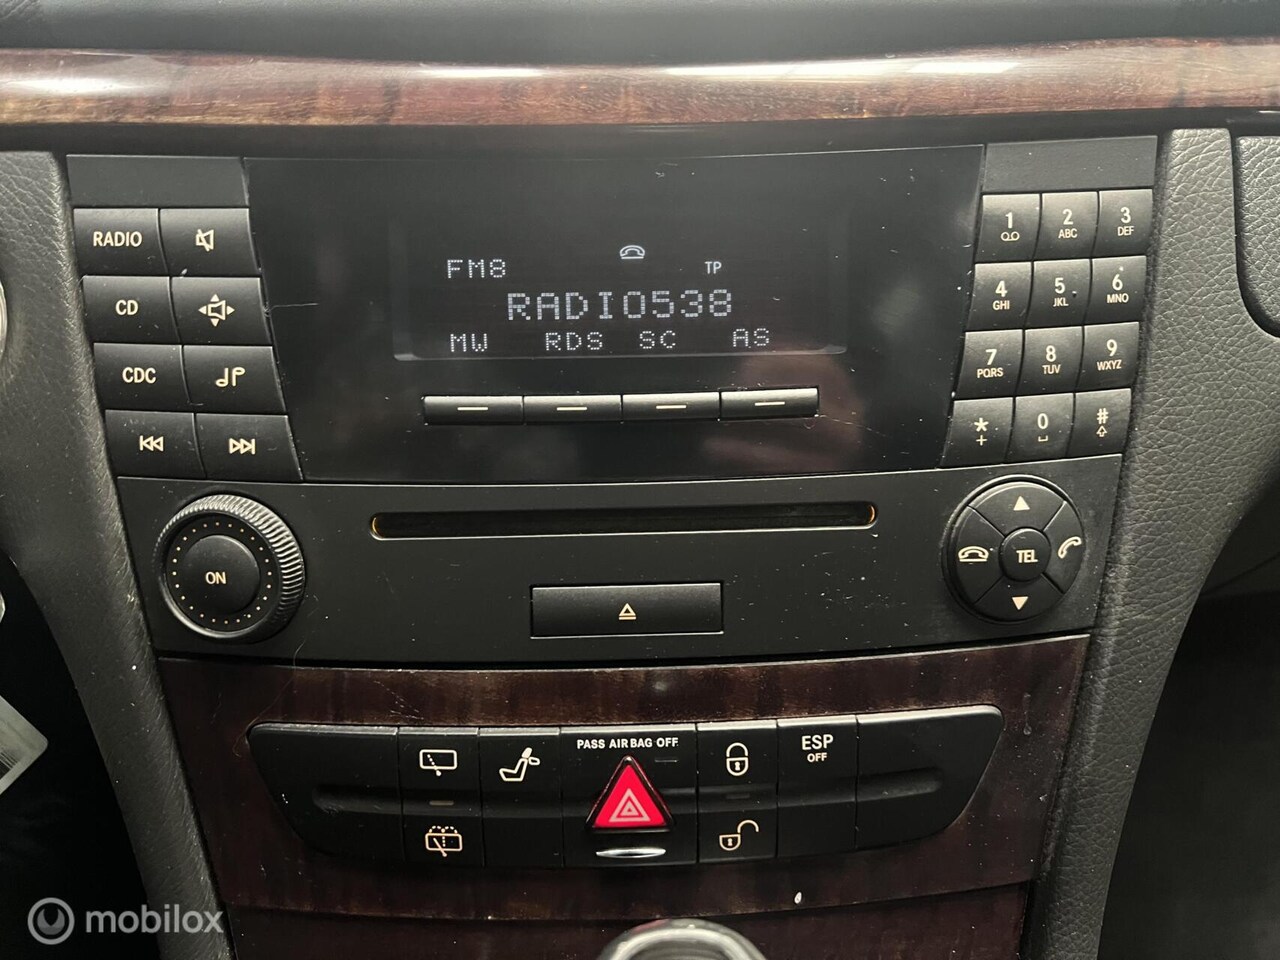 RADIO
CD
CDC
FM8
TP
RADIO538
MW RDS SC AS
1
2 ABC
3 DEF
4 GHI
5 JKL
6 MNO
7 PQRS
8 TUV
9 WXYZ
* +
0
#
ON
TEL
PASS AIR BAG OFF
ESP
OFF
mobilox